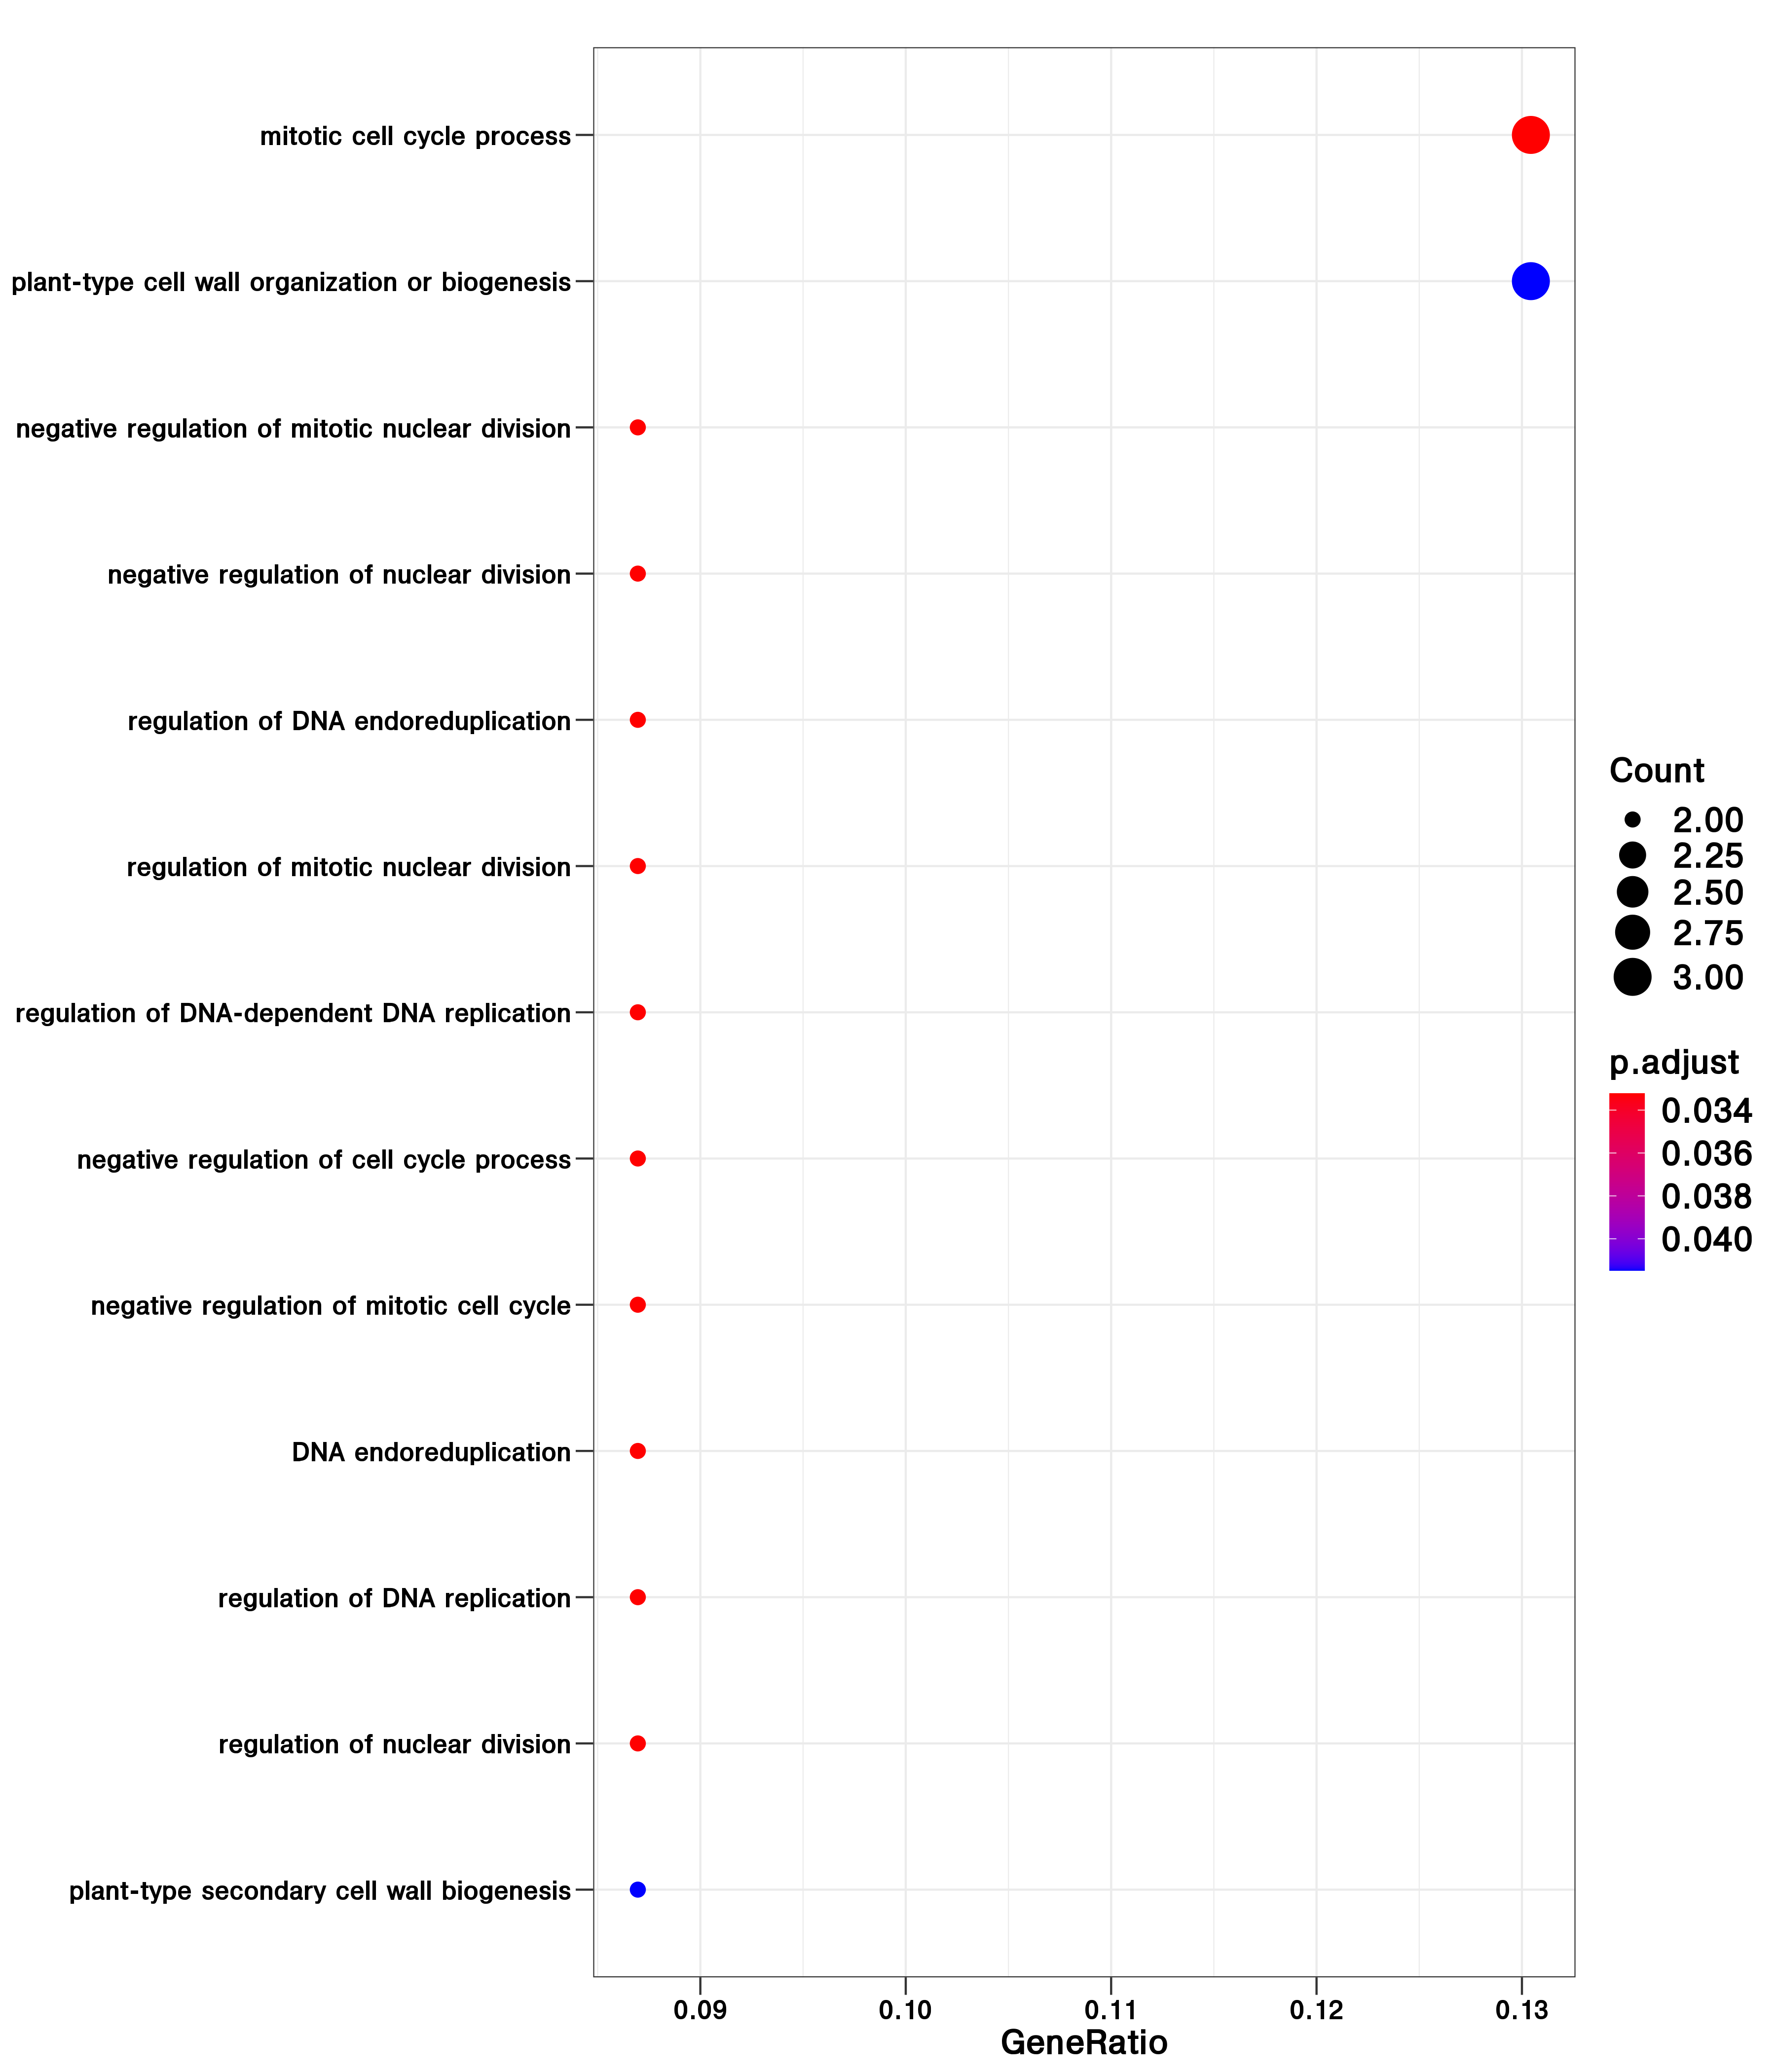 mitotic cell cycle process
plant-type cell wall organization or biogenesis
negative regulation of mitotic nuclear division
negative regulation of nuclear division
regulation of DNA endoreduplication
regulation of mitotic nuclear division
regulation of DNA-dependent DNA replication
negative regulation of cell cycle process
negative regulation of mitotic cell cycle
DNA endoreduplication
regulation of DNA replication
regulation of nuclear division
plant-type secondary cell wall biogenesis
0.09 0.10 0.11 0.12 0.13
GeneRatio
Count
2.00
2.25
2.50
2.75
3.00
p.adjust
0.034
0.036
0.038
0.040